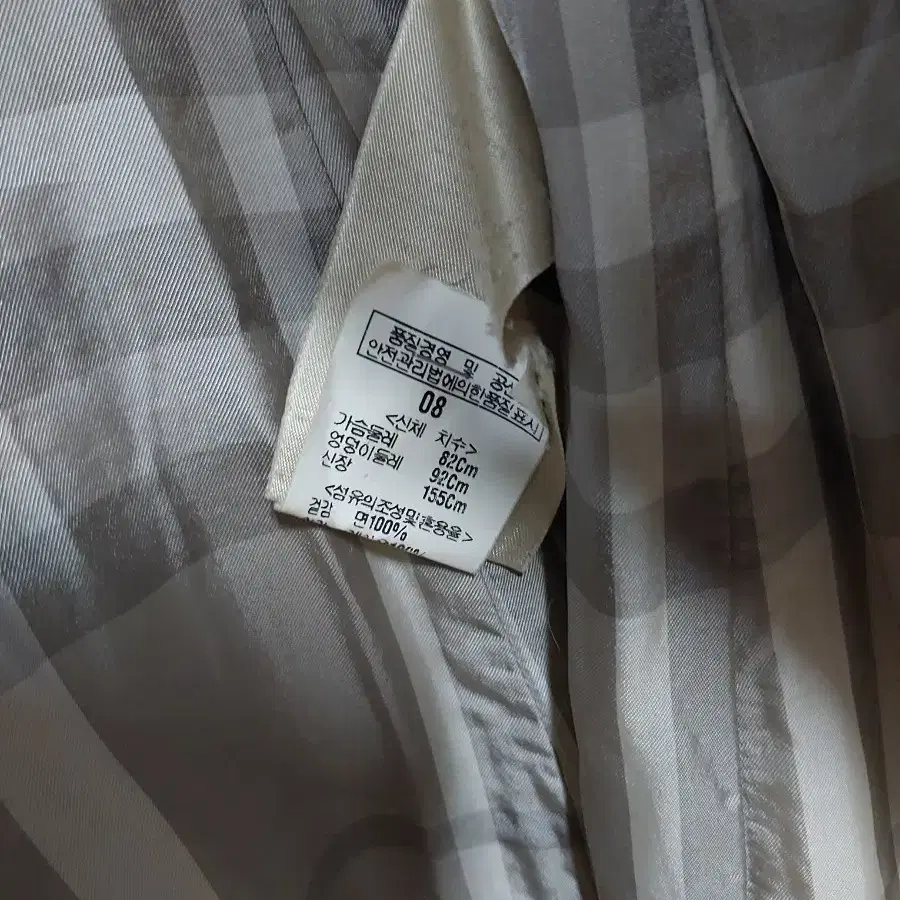 품질경영 및 공산
안전관리법에의한품질표시
08
<신체 치수>
가슴둘레 82Cm
엉덩이둘레 92Cm
신장 155Cm
<섬유의조성및혼용율>
겉감 면100%